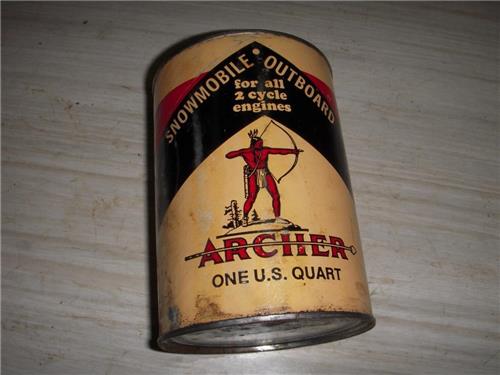 SNOWMOBILE • OUTBOARD
for all
2 cycle
engines
ARCHER
ONE U.S. QUART